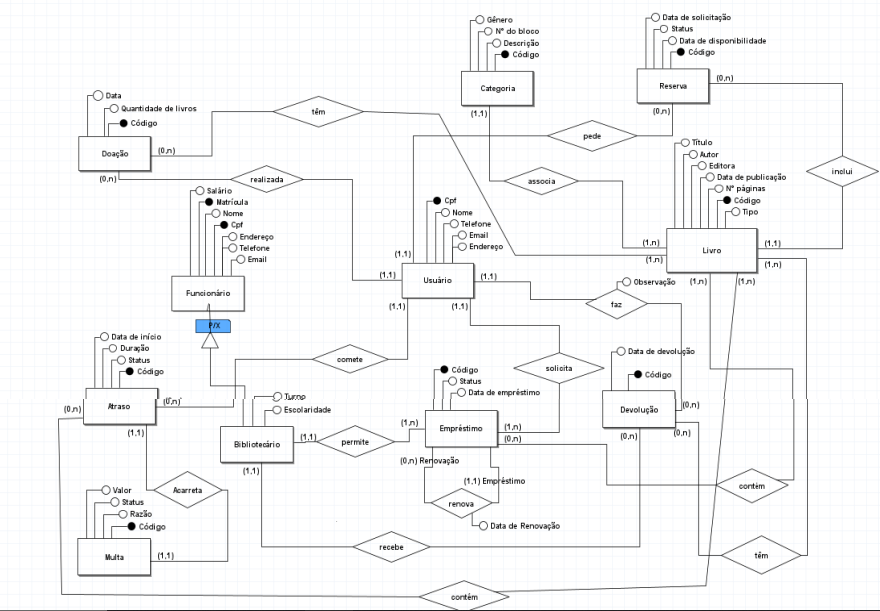 Gênero
Nº do bloco
Descrição
Código
Categoria
(1,1)
Data de solicitação
Status
Data de disponibilidade
Código
Reserva
(0,n)
(0,n)
Data
Quantidade de livros
Código
Doação
(0,n)
(0,n)
têm
pede
realizada
associa
inclui
Título
Autor
Editora
Data de publicação
Nº páginas
Código
Tipo
Livro
(1,n)
(1,n)
(1,1)
(1,n)
(1,n)
(1,n)
Salário
Matrícula
Nome
Cpf
Endereço
Telefone
Email
Funcionário
P/X
Cpf
Nome
Telefone
Email
Endereço
Usuário
(1,1)
(1,1)
(1,1)
(1,1)
(1,1)
Observação
faz
Data de início
Duração
Status
Código
Atraso
(0,n)
(0,n)
(1,1)
comete
solicita
Turno
Escolaridade
Bibliotecário
(1,1)
(1,1)
permite
Código
Status
Data de empréstimo
Empréstimo
(1,n)
(1,n)
(0,n)
(0,n) Renovação
(1,1) Empréstimo
renova
Data de Renovação
Data de devolução
Código
Devolução
(0,n)
(0,n)
(0,n)
Acarreta
Valor
Status
Razão
Código
Multa
(1,1)
recebe
contém
têm
contém